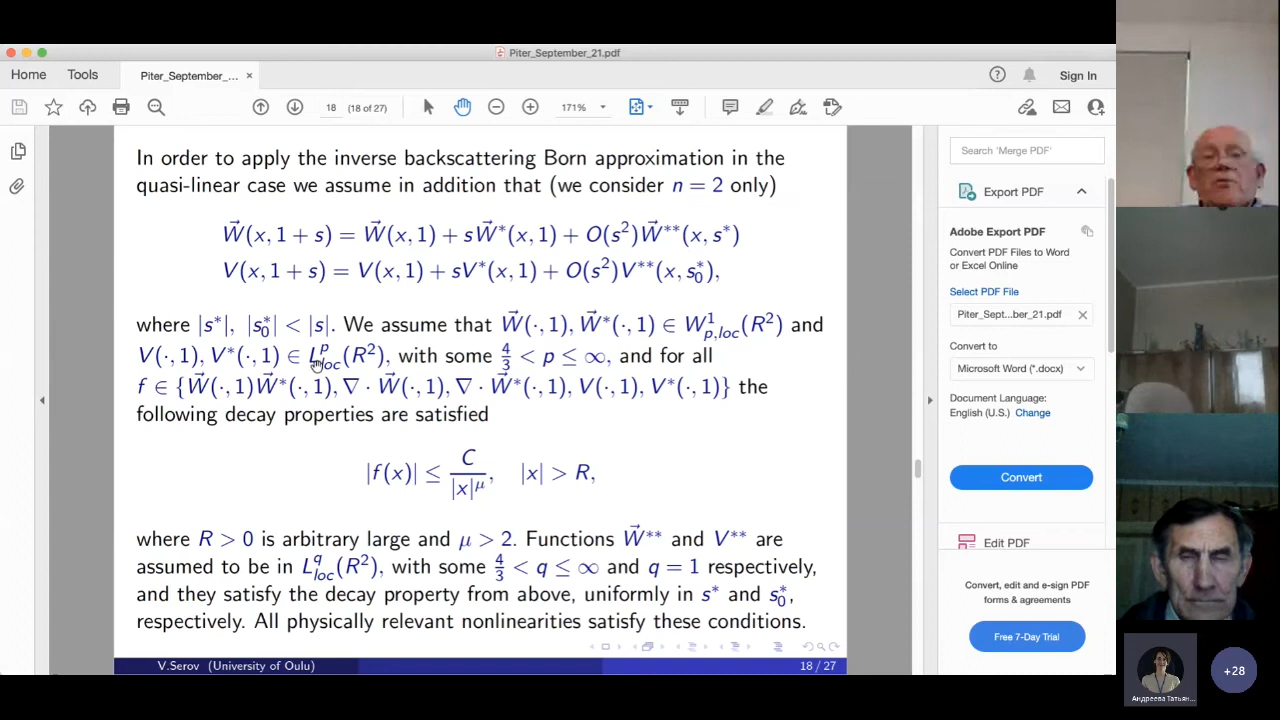 Piter_September_21.pdf
Home Tools Piter_September_... × Sign In
18 (18 of 27) 171%
In order to apply the inverse backscattering Born approximation in the
quasi-linear case we assume in addition that (we consider n = 2 only)
W⃗(x, 1 + s) = W⃗(x, 1) + sW⃗*(x, 1) + O(s²)W⃗**(x, s*)
V(x, 1 + s) = V(x, 1) + sV*(x, 1) + O(s²)V**(x, s₀*),
where |s*|, |s₀*| < |s|. We assume that W⃗(·, 1), W⃗*(·, 1) ∈ W¹_{p,loc}(R²) and
V(·, 1), V*(·, 1) ∈ L^p_{loc}(R²), with some 4/3 < p ≤ ∞, and for all
f ∈ {W⃗(·, 1)W⃗*(·, 1), ∇ · W⃗(·, 1), ∇ · W⃗*(·, 1), V(·, 1), V*(·, 1)} the
following decay properties are satisfied
|f(x)| ≤ C/|x|^μ, |x| > R,
where R > 0 is arbitrary large and μ > 2. Functions W⃗** and V** are
assumed to be in L^q_{loc}(R²), with some 4/3 < q ≤ ∞ and q = 1 respectively,
and they satisfy the decay property from above, uniformly in s* and s₀*,
respectively. All physically relevant nonlinearities satisfy these conditions.
V.Serov (University of Oulu) 18 / 27
Search 'Merge PDF'
Export PDF
Adobe Export PDF
Convert PDF Files to Word
or Excel Online
Select PDF File
Piter_Sept...ber_21.pdf ×
Convert to
Microsoft Word (*.docx)
Document Language:
English (U.S.) Change
Convert
Edit PDF
Convert, edit and e-sign PDF
forms & agreements
Free 7-Day Trial
Андреева Татьян...
+28